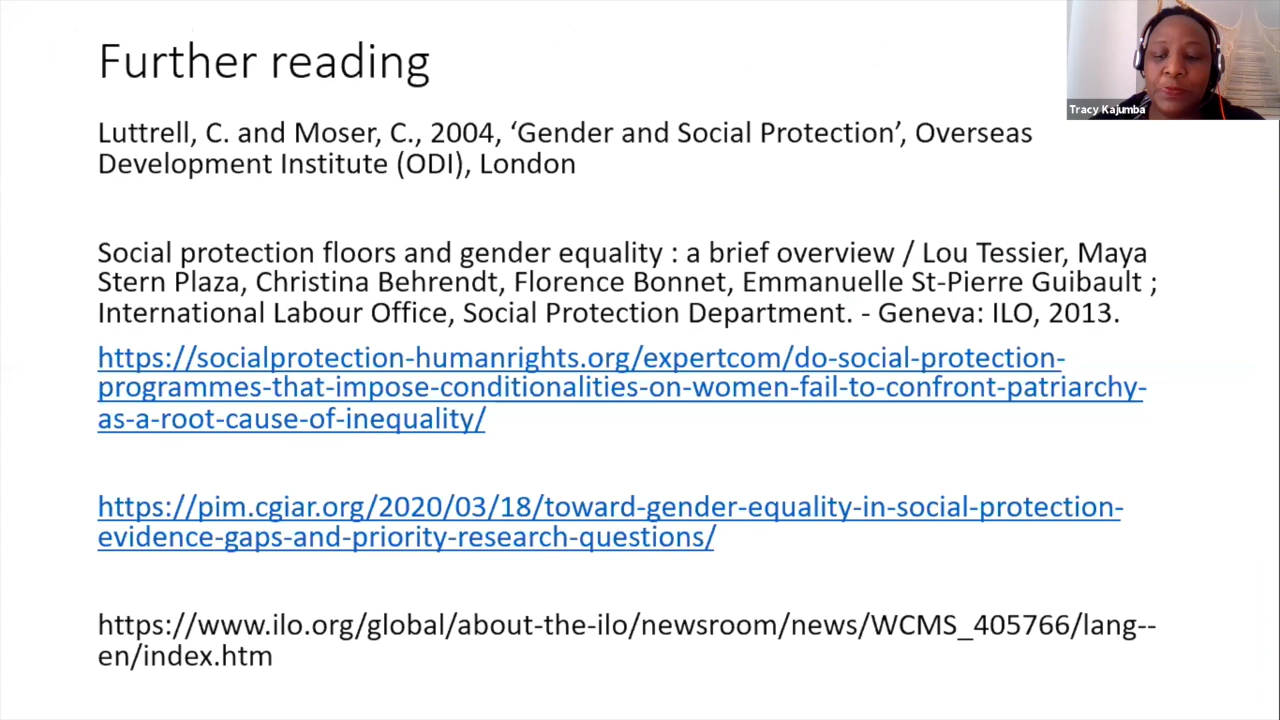 Further reading
Tracy Kajumba
Luttrell, C. and Moser, C., 2004, ‘Gender and Social Protection’, Overseas
Development Institute (ODI), London
Social protection floors and gender equality : a brief overview / Lou Tessier, Maya
Stern Plaza, Christina Behrendt, Florence Bonnet, Emmanuelle St-Pierre Guibault ;
International Labour Office, Social Protection Department. - Geneva: ILO, 2013.
https://socialprotection-humanrights.org/expertcom/do-social-protection-
programmes-that-impose-conditionalities-on-women-fail-to-confront-patriarchy-
as-a-root-cause-of-inequality/
https://pim.cgiar.org/2020/03/18/toward-gender-equality-in-social-protection-
evidence-gaps-and-priority-research-questions/
https://www.ilo.org/global/about-the-ilo/newsroom/news/WCMS_405766/lang--
en/index.htm